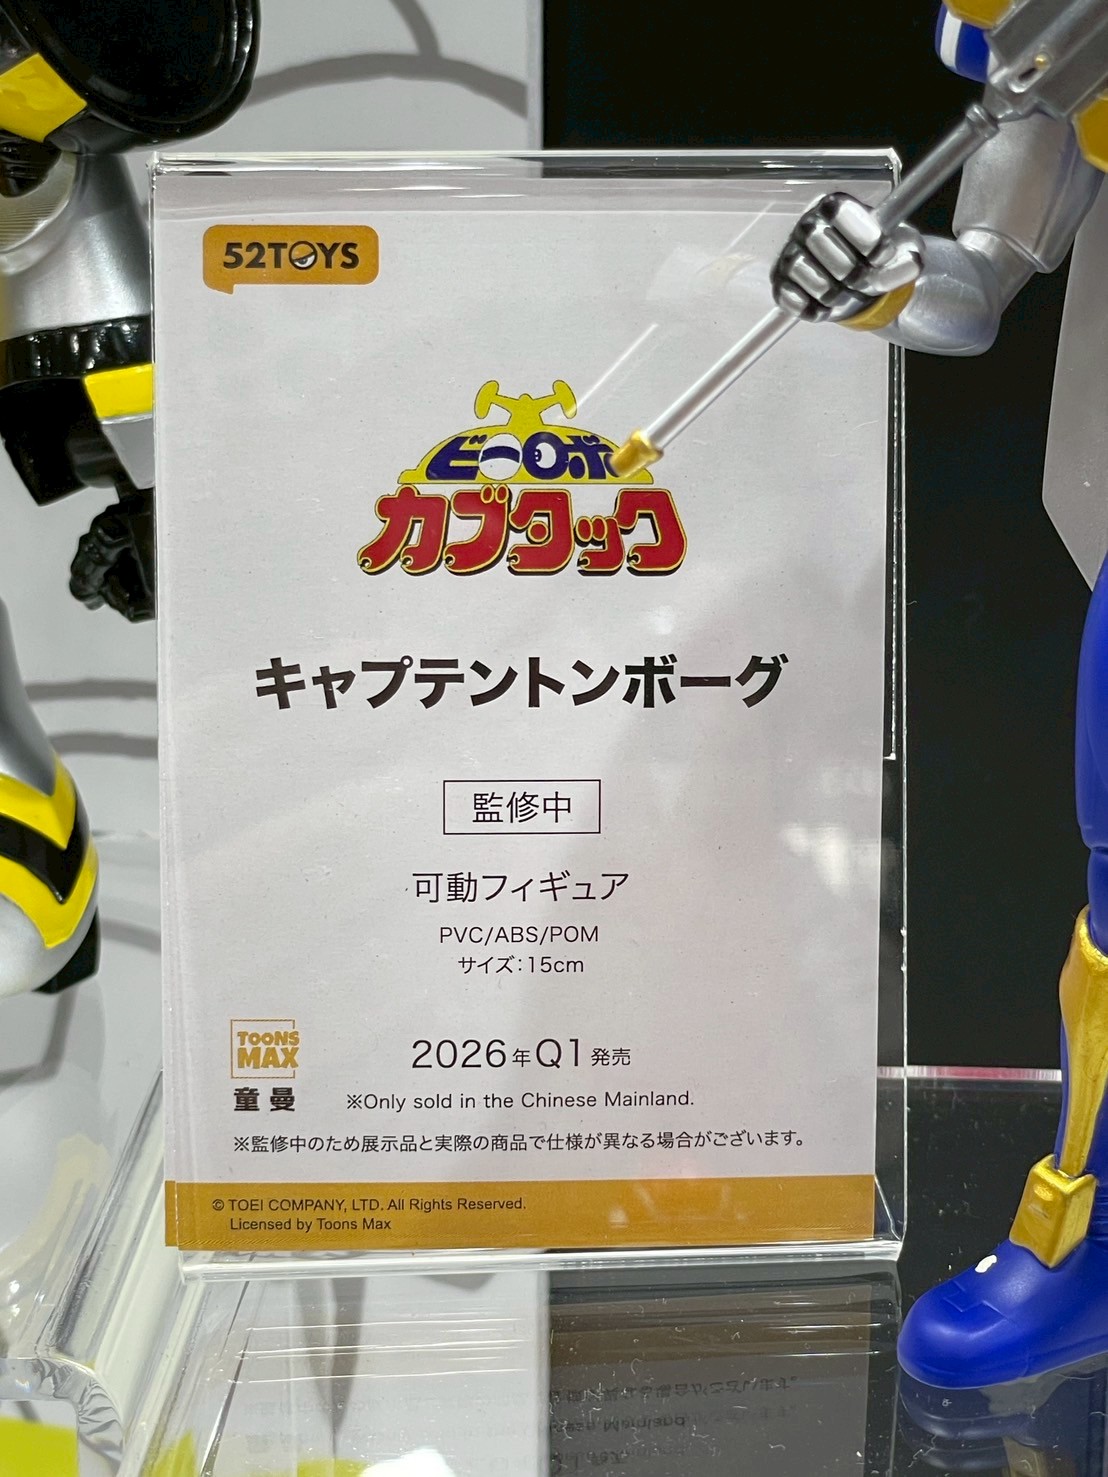 52TOYS
ビーロボ
カブタック
キャプテントンボーグ
監修中
可動フィギュア
PVC/ABS/POM
サイズ:15cm
TOONS
MAX
童曼
2026年Q1発売
※Only sold in the Chinese Mainland.
※監修中のため展示品と実際の商品で仕様が異なる場合がございます。
© TOEI COMPANY, LTD. All Rights Reserved.
Licensed by Toons Max